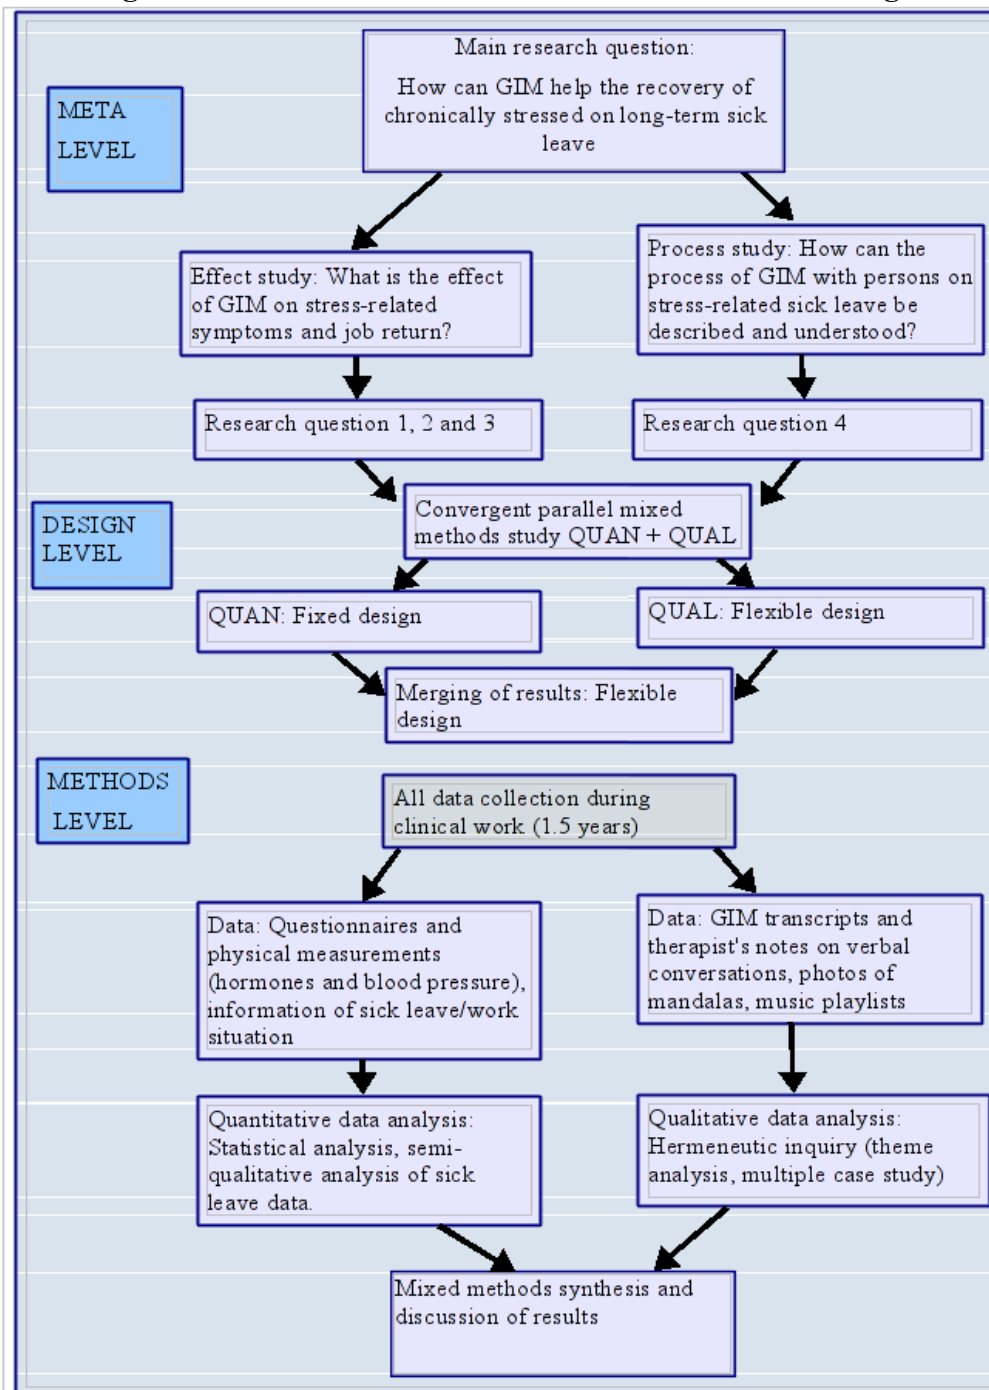 Main research question:
How can GIM help the recovery of
chronically stressed on long-term sick
leave
META
LEVEL
Effect study: What is the effect
of GIM on stress-related
symptoms and job return?
Process study: How can the
process of GIM with persons on
stress-related sick leave be
described and understood?
Research question 1, 2 and 3
Research question 4
Convergent parallel mixed
methods study QUAN + QUAL
DESIGN
LEVEL
QUAN: Fixed design
QUAL: Flexible design
Merging of results: Flexible
design
METHODS
LEVEL
All data collection during
clinical work (1.5 years)
Data: Questionnaires and
physical measurements
(hormones and blood pressure),
information of sick leave/work
situation
Data: GIM transcripts and
therapist's notes on verbal
conversations, photos of
mandalas, music playlists
Quantitative data analysis:
Statistical analysis, semi-
qualitative analysis of sick
leave data.
Qualitative data analysis:
Hermeneutic inquiry (theme
analysis, multiple case study)
Mixed methods synthesis and
discussion of results